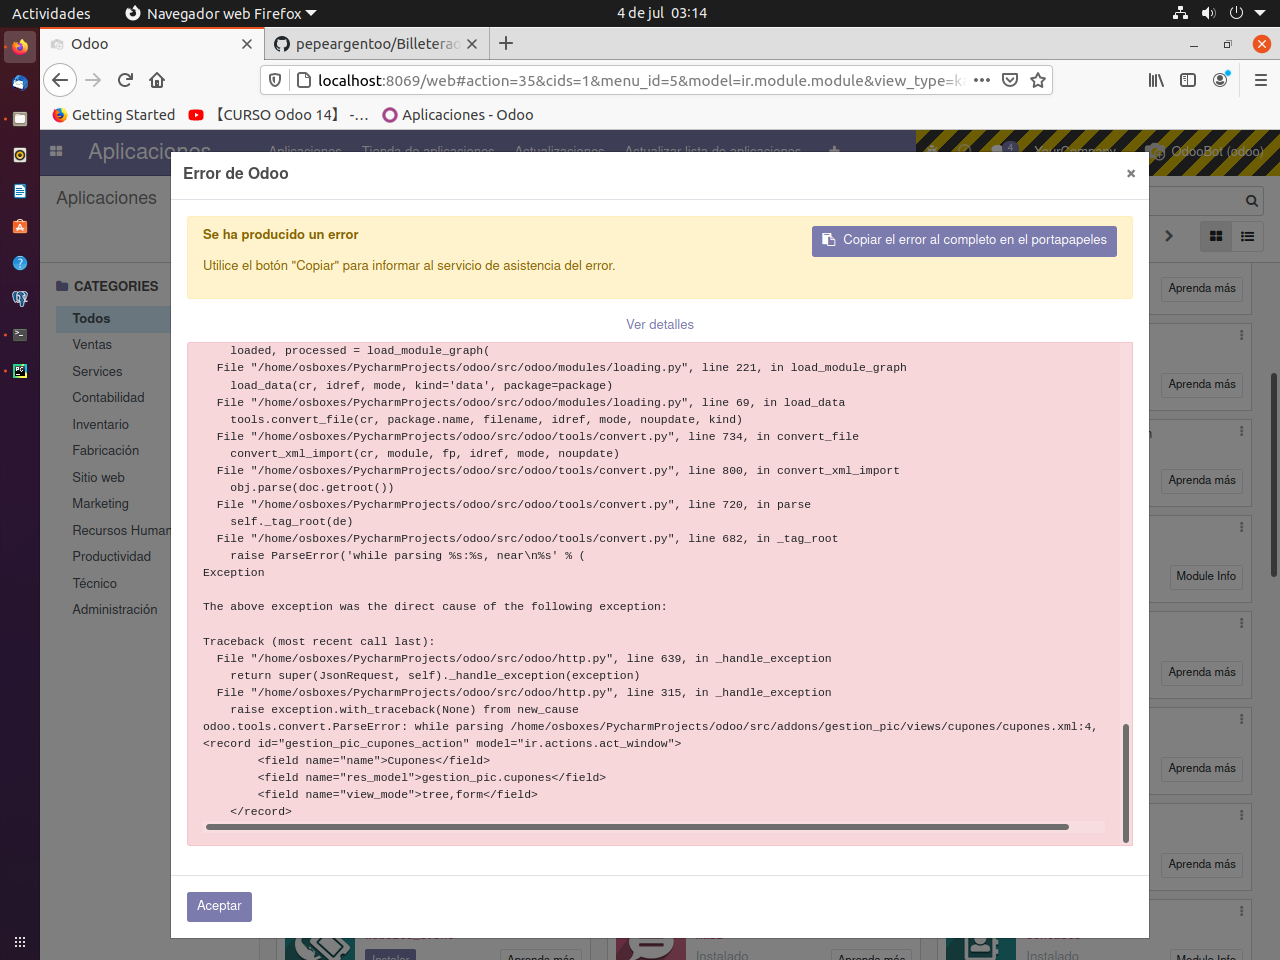 Actividades
Navegador web Firefox
4 de jul 03:14
Odoo
pepeargentoo/Billeterad
localhost:8069/web#action=35&cids=1&menu_id=5&model=ir.module.module&view_type=k
Getting Started
【CURSO Odoo 14】 -…
Aplicaciones - Odoo
Aplicaciones
Aplicaciones
Tienda de aplicaciones
Actualizaciones
Actualizar lista de aplicaciones
4
YourCompany
OdooBot (odoo)
Aplicaciones
Error de Odoo
×
Se ha producido un error
Copiar el error al completo en el portapapeles
Utilice el botón "Copiar" para informar al servicio de asistencia del error.
Ver detalles
CATEGORIES
Todos
Ventas
Services
Contabilidad
Inventario
Fabricación
Sitio web
Marketing
Recursos Human
Productividad
Técnico
Administración
loaded, processed = load_module_graph(
File "/home/osboxes/PycharmProjects/odoo/src/odoo/modules/loading.py", line 221, in load_module_graph
load_data(cr, idref, mode, kind='data', package=package)
File "/home/osboxes/PycharmProjects/odoo/src/odoo/modules/loading.py", line 69, in load_data
tools.convert_file(cr, package.name, filename, idref, mode, noupdate, kind)
File "/home/osboxes/PycharmProjects/odoo/src/odoo/tools/convert.py", line 734, in convert_file
convert_xml_import(cr, module, fp, idref, mode, noupdate)
File "/home/osboxes/PycharmProjects/odoo/src/odoo/tools/convert.py", line 800, in convert_xml_import
obj.parse(doc.getroot())
File "/home/osboxes/PycharmProjects/odoo/src/odoo/tools/convert.py", line 720, in parse
self._tag_root(de)
File "/home/osboxes/PycharmProjects/odoo/src/odoo/tools/convert.py", line 682, in _tag_root
raise ParseError('while parsing %s:%s, near\n%s' % (
Exception
The above exception was the direct cause of the following exception:
Traceback (most recent call last):
File "/home/osboxes/PycharmProjects/odoo/src/odoo/http.py", line 639, in _handle_exception
return super(JsonRequest, self)._handle_exception(exception)
File "/home/osboxes/PycharmProjects/odoo/src/odoo/http.py", line 315, in _handle_exception
raise exception.with_traceback(None) from new_cause
odoo.tools.convert.ParseError: while parsing /home/osboxes/PycharmProjects/odoo/src/addons/gestion_pic/views/cupones/cupones.xml:4,
<record id="gestion_pic_cupones_action" model="ir.actions.act_window">
<field name="name">Cupones</field>
<field name="res_model">gestion_pic.cupones</field>
<field name="view_mode">tree,form</field>
</record>
Aceptar
Aprenda más
Aprenda más
Aprenda más
Module Info
Aprenda más
Aprenda más
Aprenda más
Instalar
Aprenda más
Instalado
Aprenda más
Instalado
Module Info